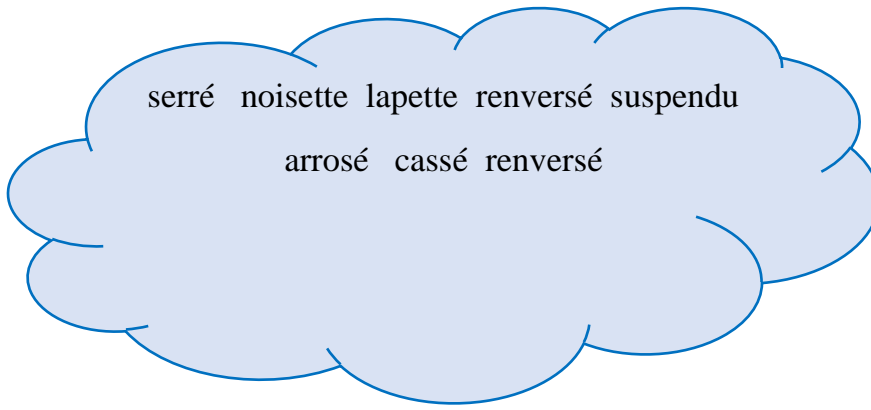 serré noisette lapette renversé suspendu
arrosé cassé renversé